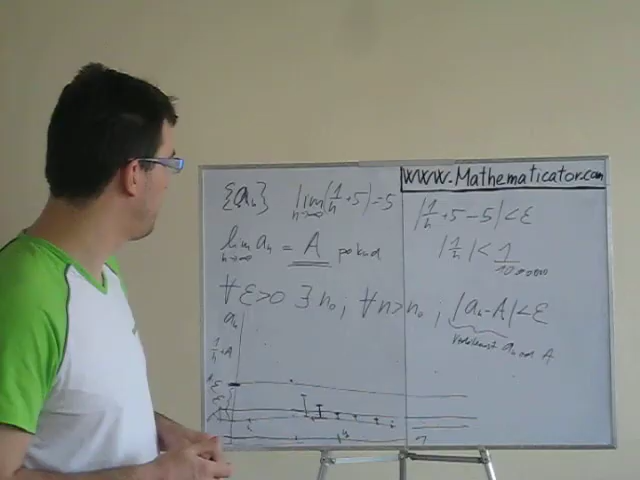 www.Mathematicator.com
{aₙ} lim n→∞ (1/n + 5) = 5
lim n→∞ aₙ = A pokud
∀ε>0 ∃n₀; ∀n>n₀; |aₙ-A|<ε
|1/n + 5 - 5| < ε
|1/n| <
aₙ
1/n + A
ε